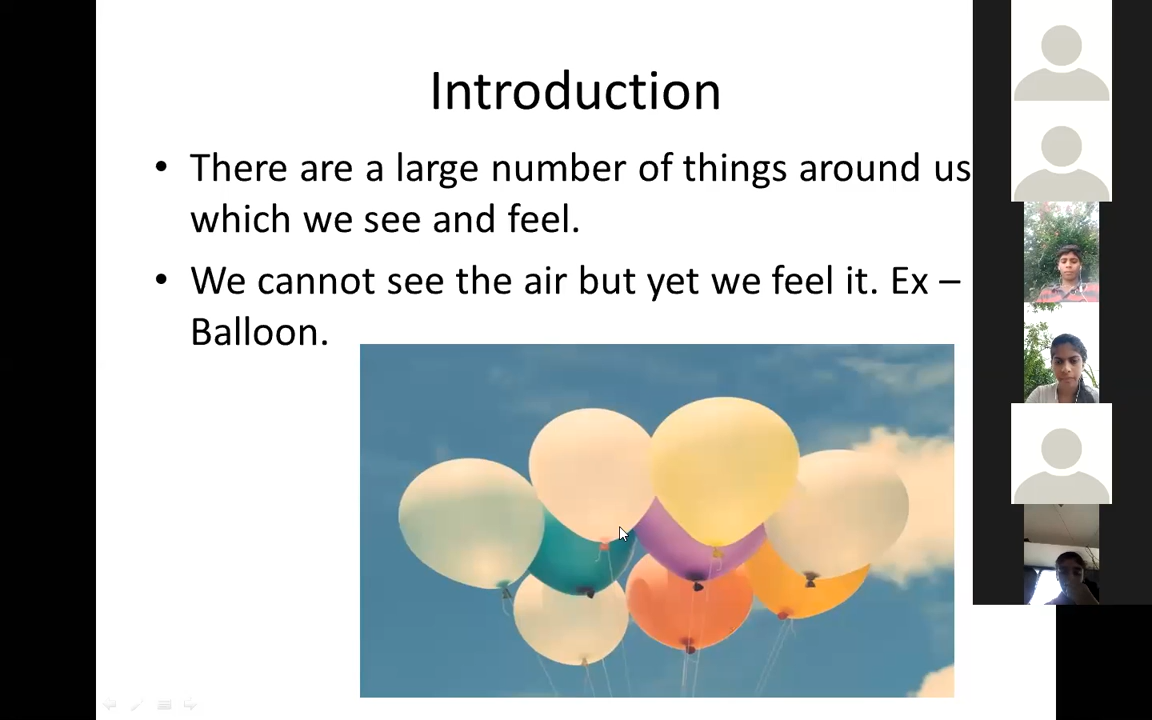 Introduction
• There are a large number of things around us
which we see and feel.
• We cannot see the air but yet we feel it. Ex –
Balloon.